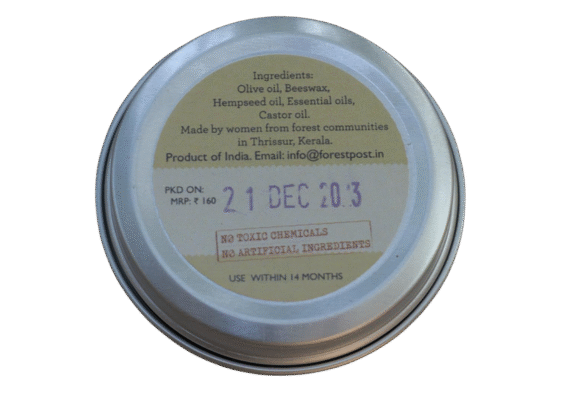 Ingredients:
Olive oil, Beeswax,
Hempseed oil, Essential oils,
Castor oil.
Made by women from forest communities
in Thrissur, Kerala.
Product of India. Email: info@forestpost.in
PKD ON: 21 DEC
MRP: ₹ 160
NO TOXIC CHEMICALS
NO ARTIFICIAL INGREDIENTS
USE WITHIN 14 MONTHS